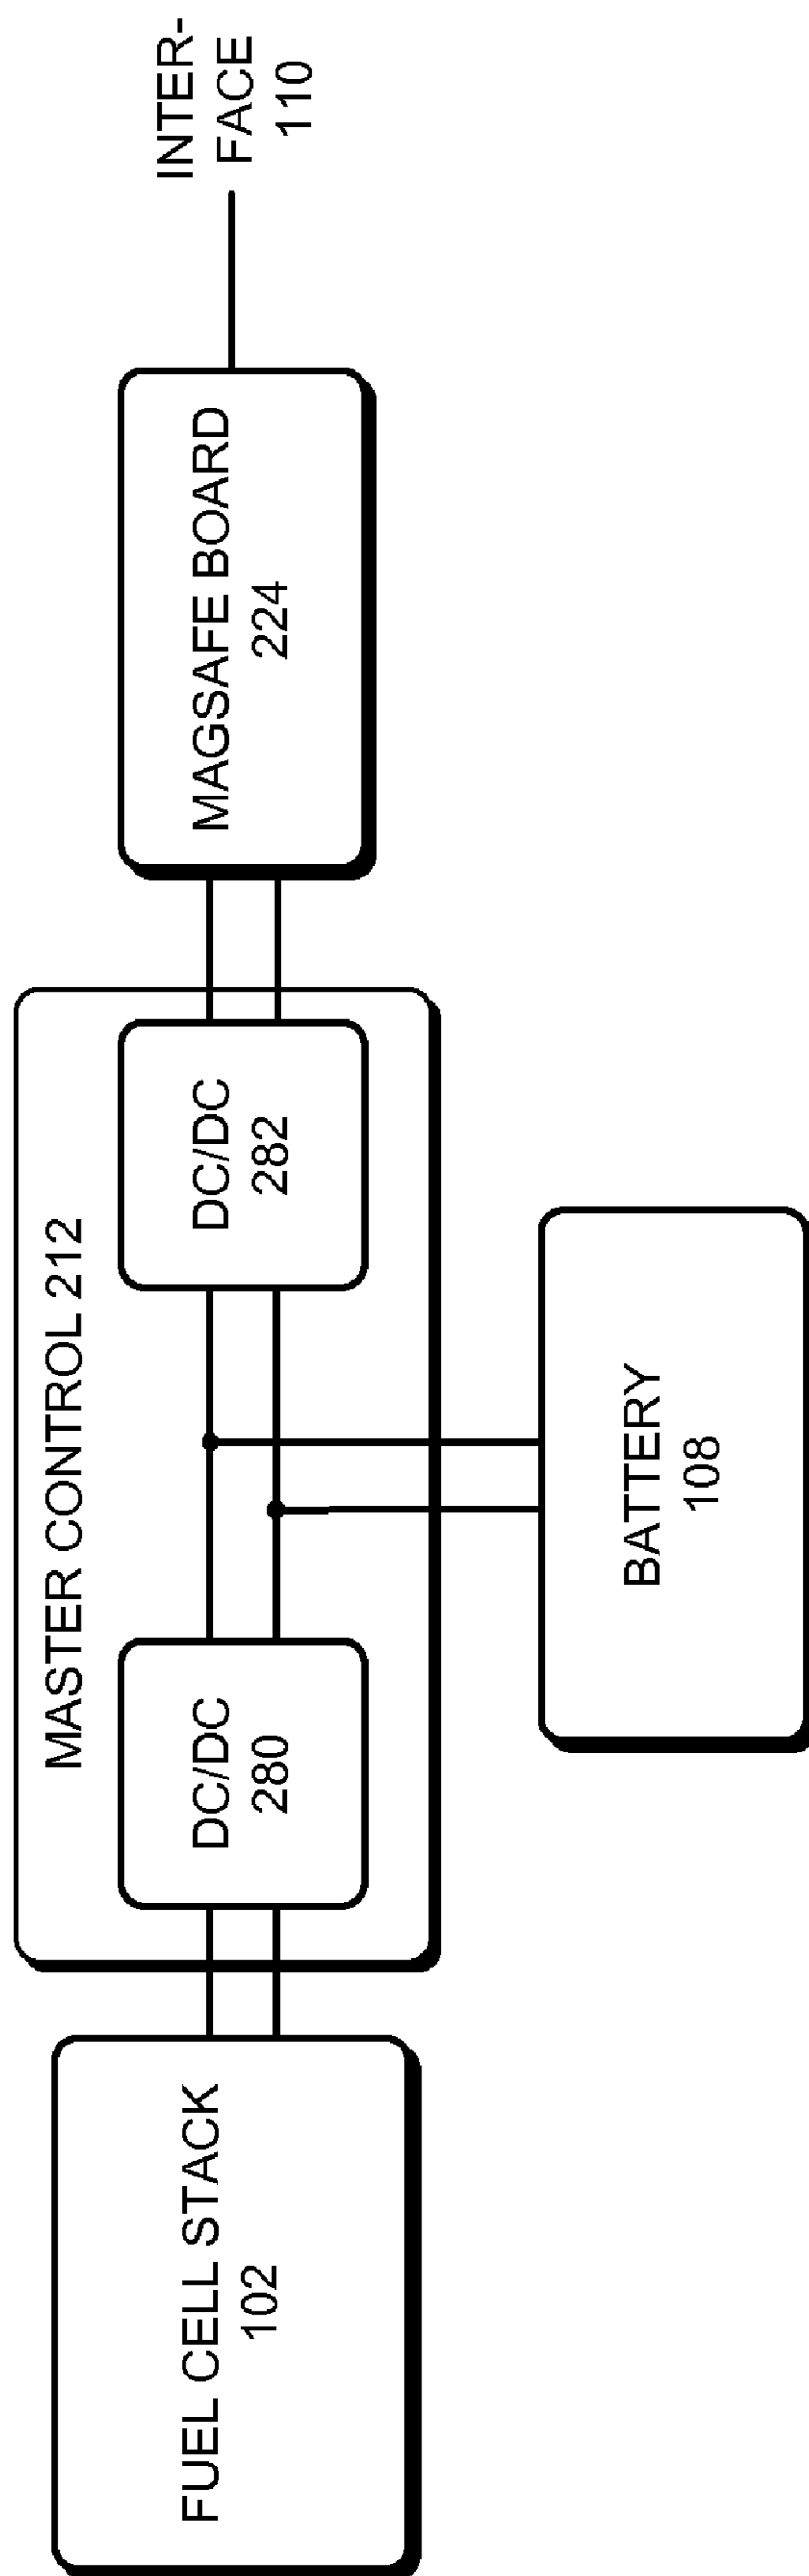 FUEL CELL STACK
102
MASTER CONTROL 212
DC/DC
280
DC/DC
282
BATTERY
108
MAGSAFE BOARD
224
INTER-
FACE
110